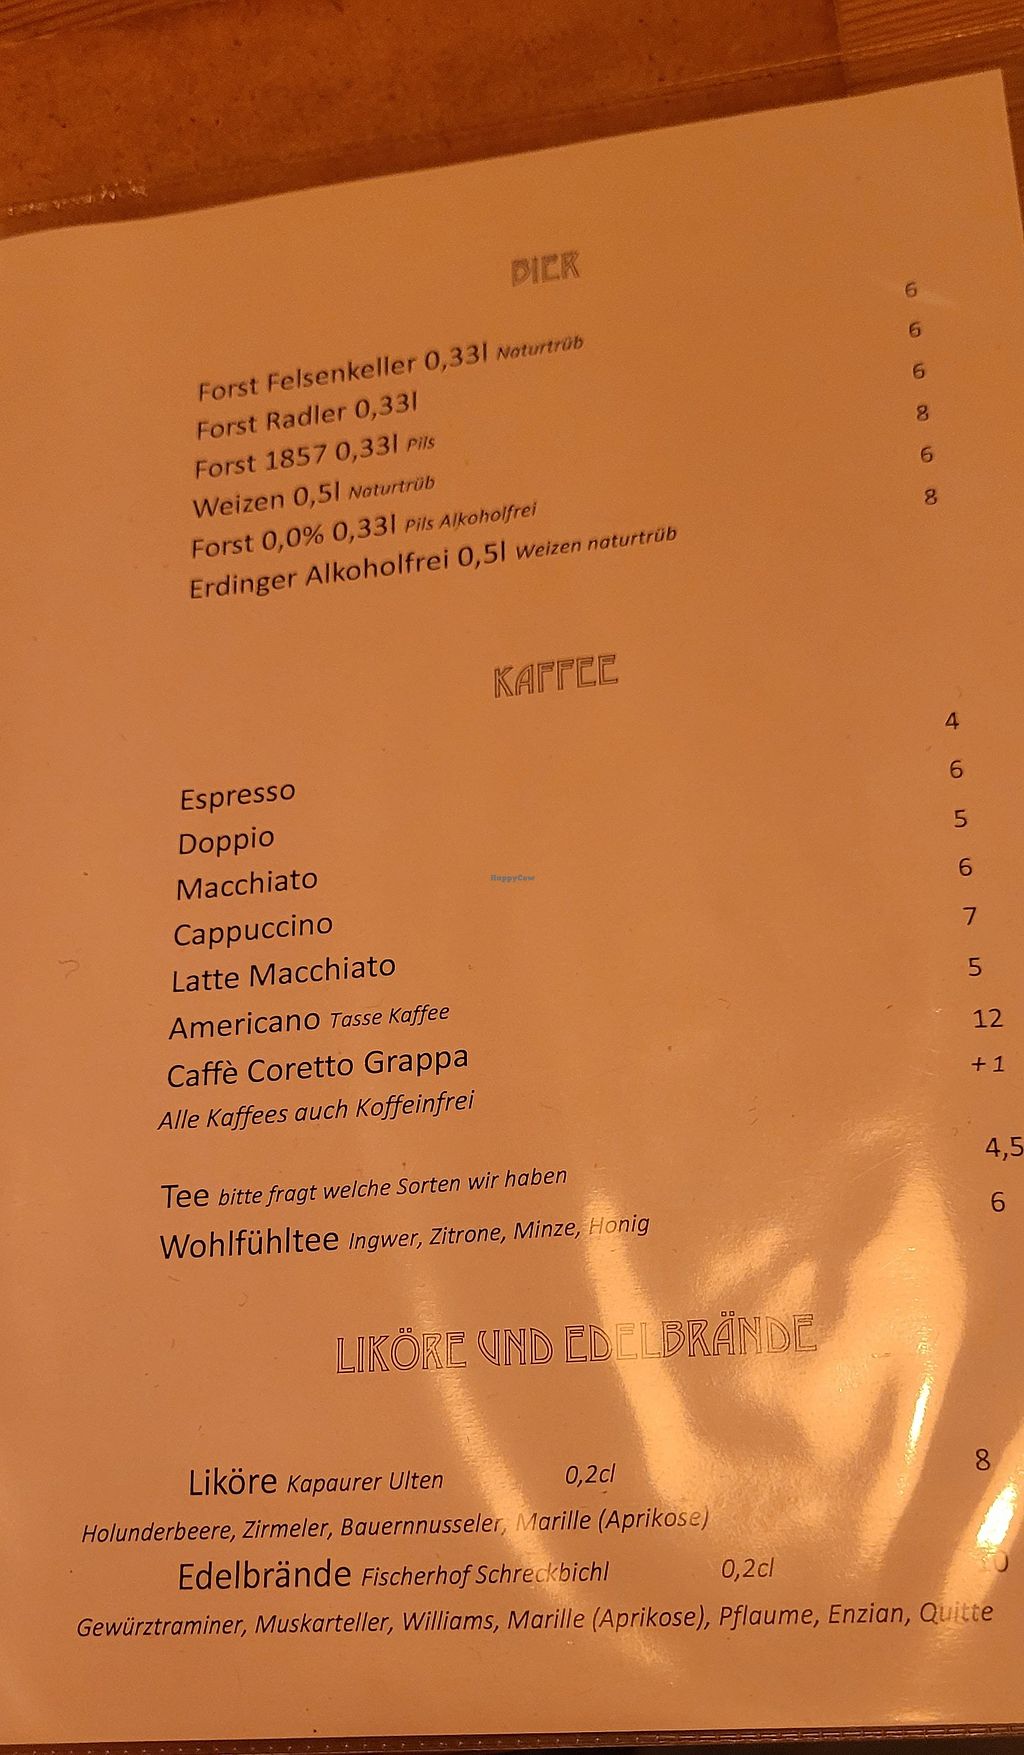 BIER
Forst Felsenkeller 0,33l Naturtrüb 6
Forst Radler 0,33l 6
Forst 1857 0,33l Pils 6
Weizen 0,5l Naturtrüb 8
Forst 0,0% 0,33l Pils Alkoholfrei 6
Erdinger Alkoholfrei 0,5l Weizen naturtrüb 8
KAFFEE
Espresso 4
Doppio 6
Macchiato 5
Cappuccino 6
HappyCow
Latte Macchiato 7
Americano Tasse Kaffee 5
Caffè Coretto Grappa 12
Alle Kaffees auch Koffeinfrei +1
Tee bitte fragt welche Sorten wir haben 4,5
Wohlfühltee Ingwer, Zitrone, Minze, Honig 6
LIKÖRE UND EDELBRÄNDE
Liköre Kapaurer Ulten 0,2cl 8
Holunderbeere, Zirmeler, Bauernnusseler, Marille (Aprikose)
Edelbrände Fischerhof Schreckbichl 0,2cl 10
Gewürztraminer, Muskarteller, Williams, Marille (Aprikose), Pflaume, Enzian, Quitte